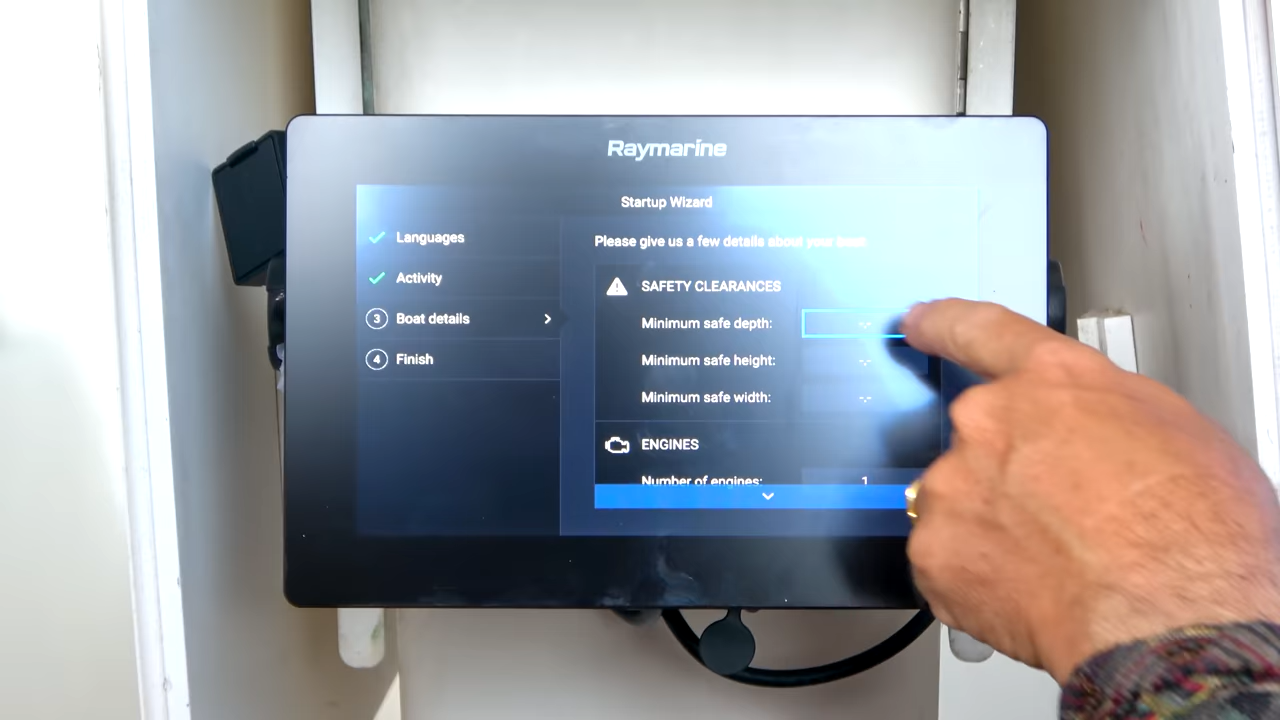 Raymarine
Startup Wizard
Languages
Activity
3 Boat details
4 Finish
Please give us a few details about your boat.
SAFETY CLEARANCES
Minimum safe depth: -.-
Minimum safe height: -.-
Minimum safe width: -.-
ENGINES
Number of engines: 1